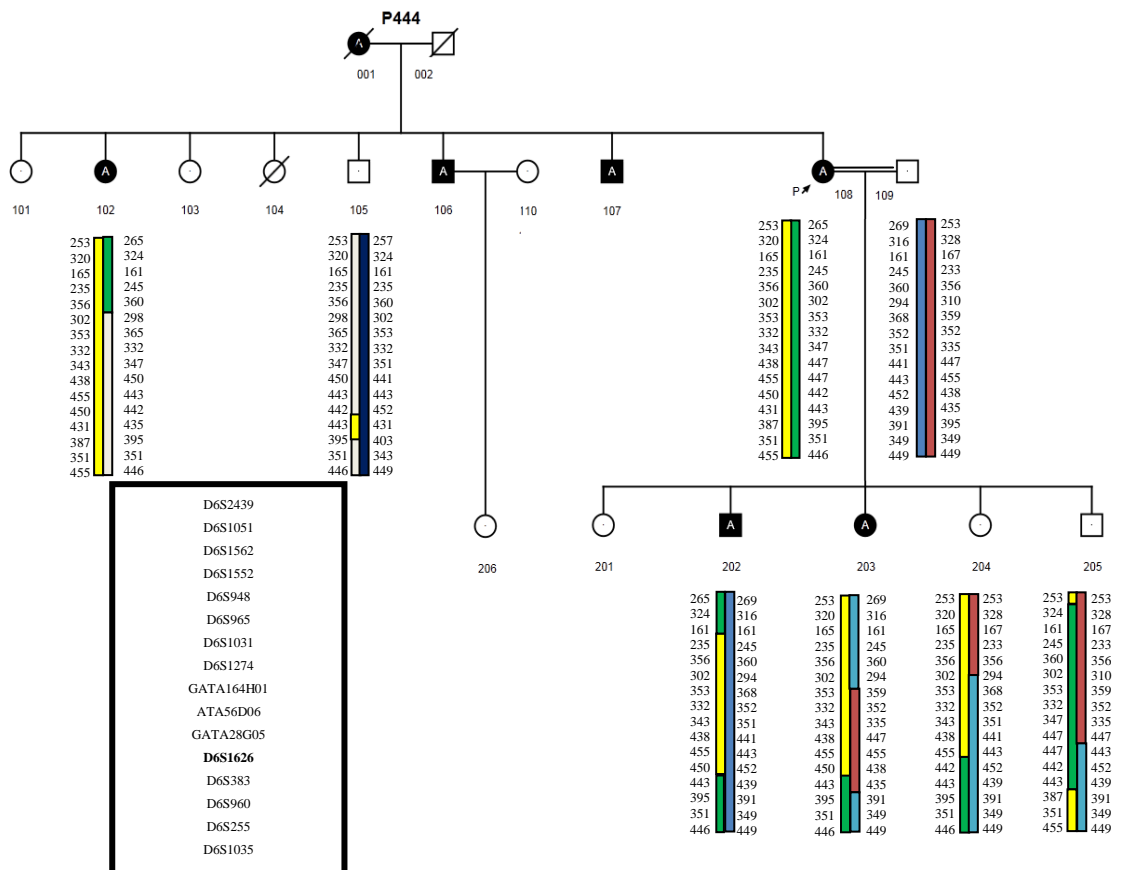 P444
A
001 002
A A A A
P
101 102 103 104 105 106 110 107 108 109
253 265 253 257 253 265 269 253
320 324 320 324 320 324 316 328
165 161 165 161 165 161 161 167
235 245 235 235 235 245 245 233
356 360 356 360 356 360 360 356
302 298 298 302 302 302 294 310
353 365 365 353 353 353 368 359
332 332 332 332 332 332 352 352
343 347 347 351 343 347 351 335
438 450 450 441 438 447 441 447
455 443 443 443 455 447 443 455
450 442 442 452 450 442 452 438
431 435 443 431 431 443 439 435
387 395 395 403 387 395 391 395
351 351 351 343 351 351 349 349
455 446 446 449 455 446 449 449
D6S2439
D6S1051
D6S1562
D6S1552
D6S948
D6S965
D6S1031
D6S1274
GATA164H01
ATA56D06
GATA28G05
D6S1626
D6S383
D6S960
D6S255
D6S1035
A A
206 201 202 203 204 205
265 269 253 269 253 253 253 253
324 316 320 316 320 328 324 328
161 161 165 161 165 167 161 167
235 245 235 245 235 233 245 233
356 360 356 360 356 356 360 356
302 294 302 294 302 294 302 310
353 368 353 359 353 368 353 359
332 352 332 352 332 352 332 352
343 351 343 335 343 351 347 335
438 441 438 447 438 441 447 447
455 443 455 455 455 443 447 443
450 452 450 438 442 452 442 452
443 439 443 435 443 439 443 439
395 391 395 391 395 391 387 391
351 349 351 349 351 349 351 349
446 449 446 449 446 449 455 449